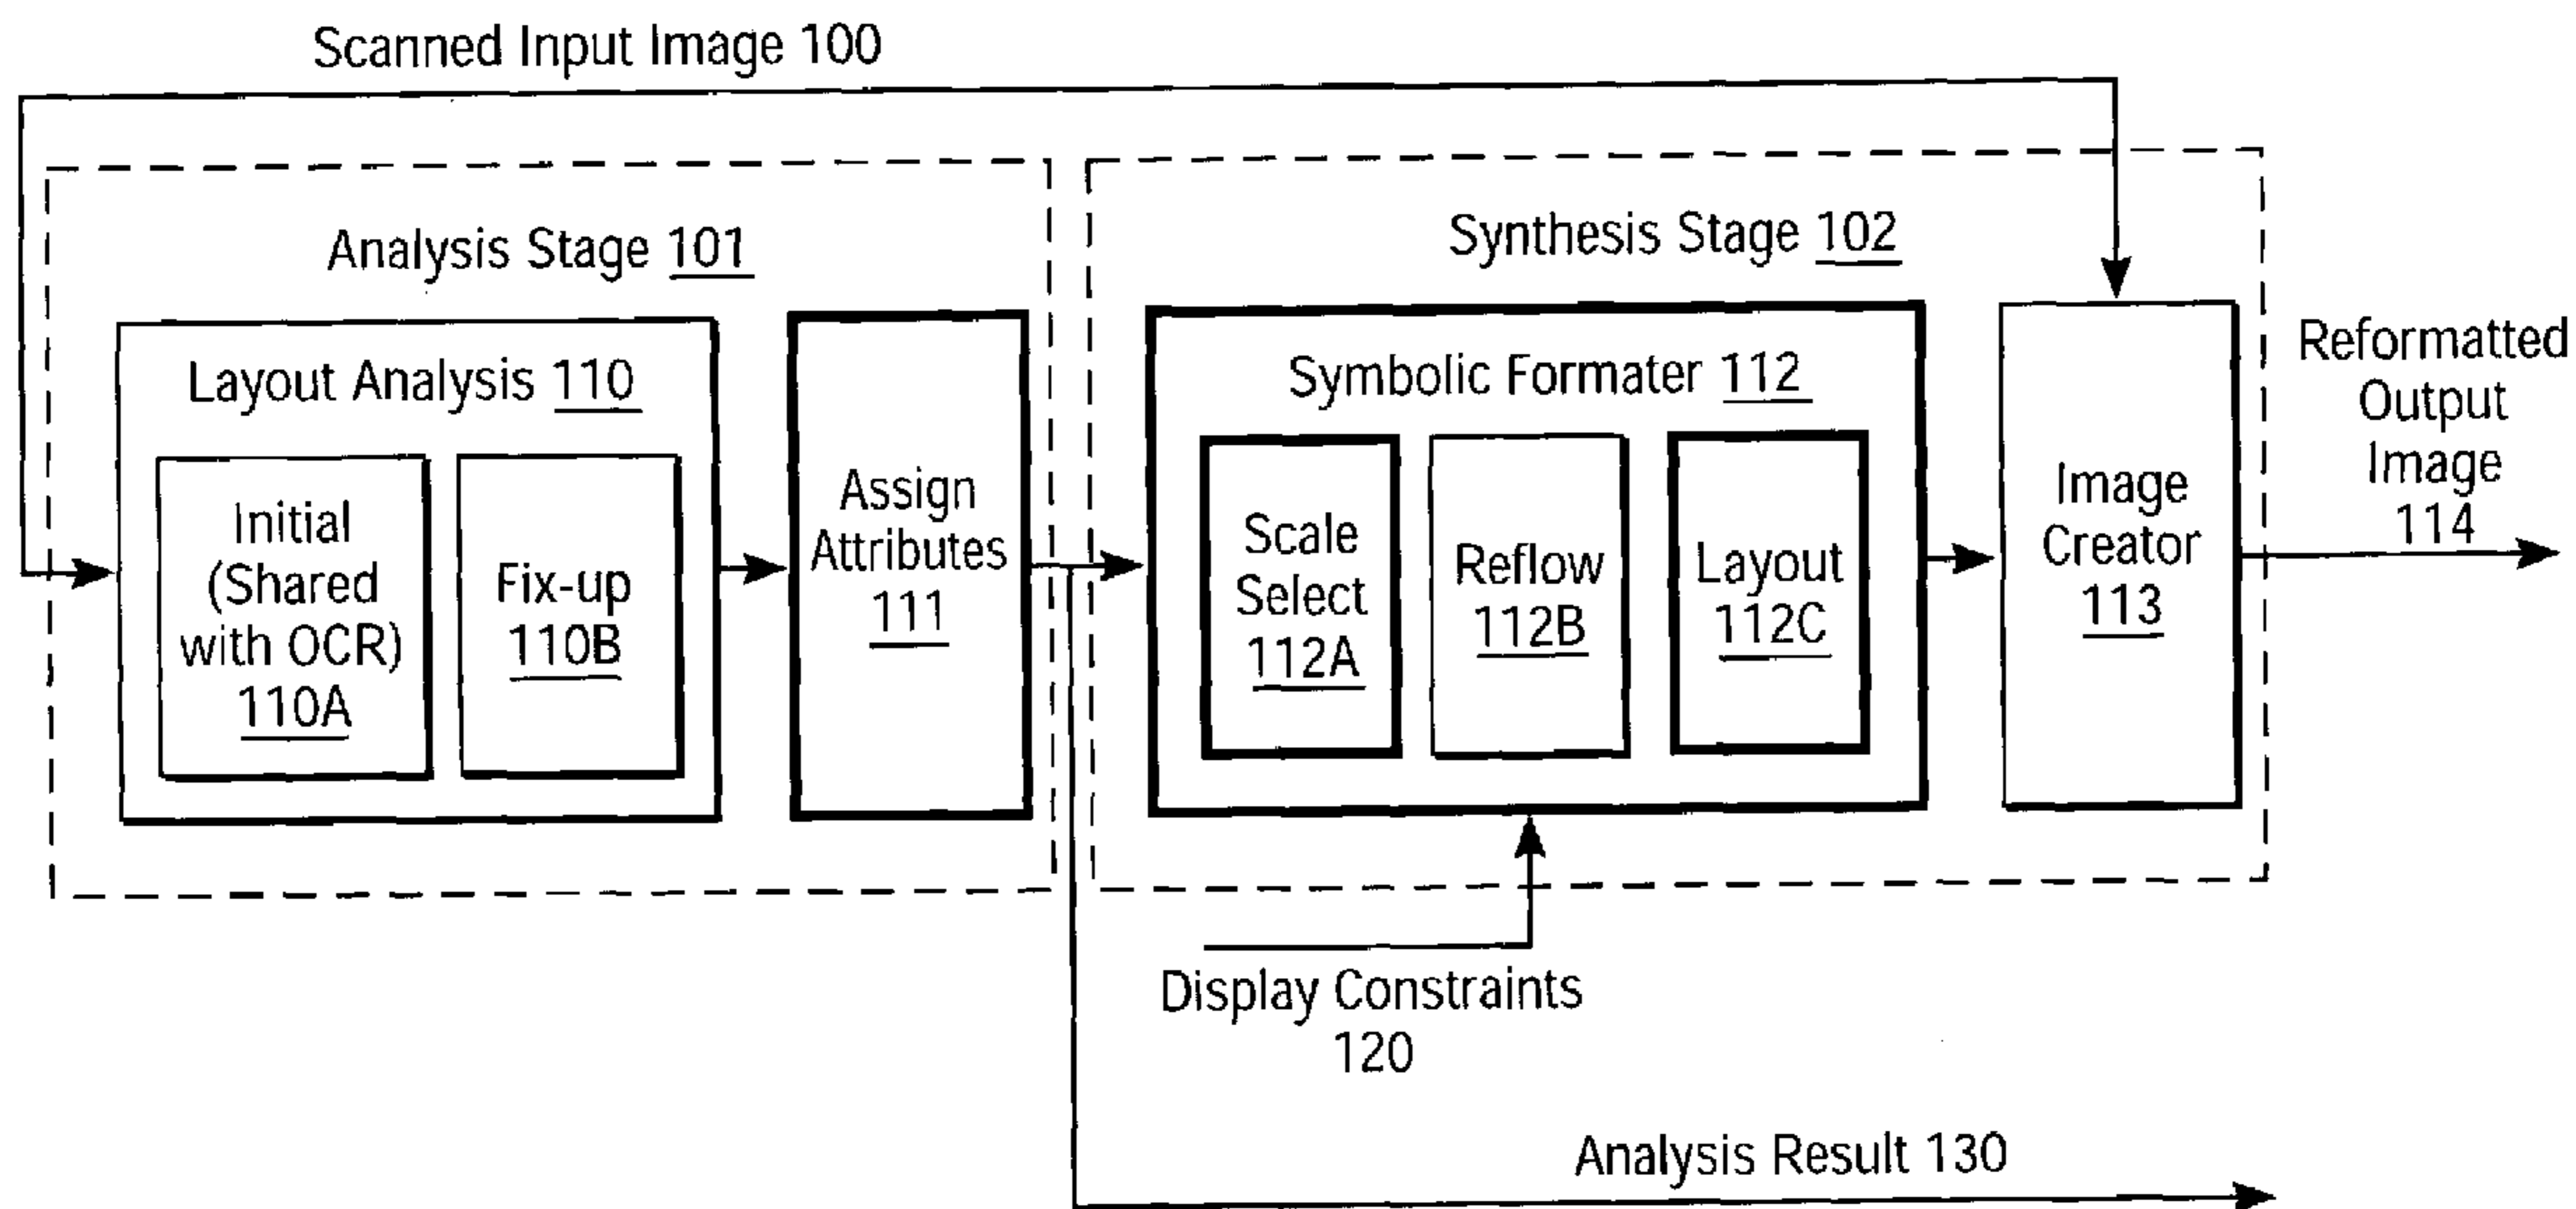 Scanned Input Image 100
Analysis Stage 101
Layout Analysis 110
Initial
(Shared
with OCR)
110A
Fix-up
110B
Assign
Attributes
111
Synthesis Stage 102
Symbolic Formater 112
Scale
Select
112A
Reflow
112B
Layout
112C
Image
Creator
113
Reformatted
Output
Image
114
Display Constraints
120
Analysis Result 130